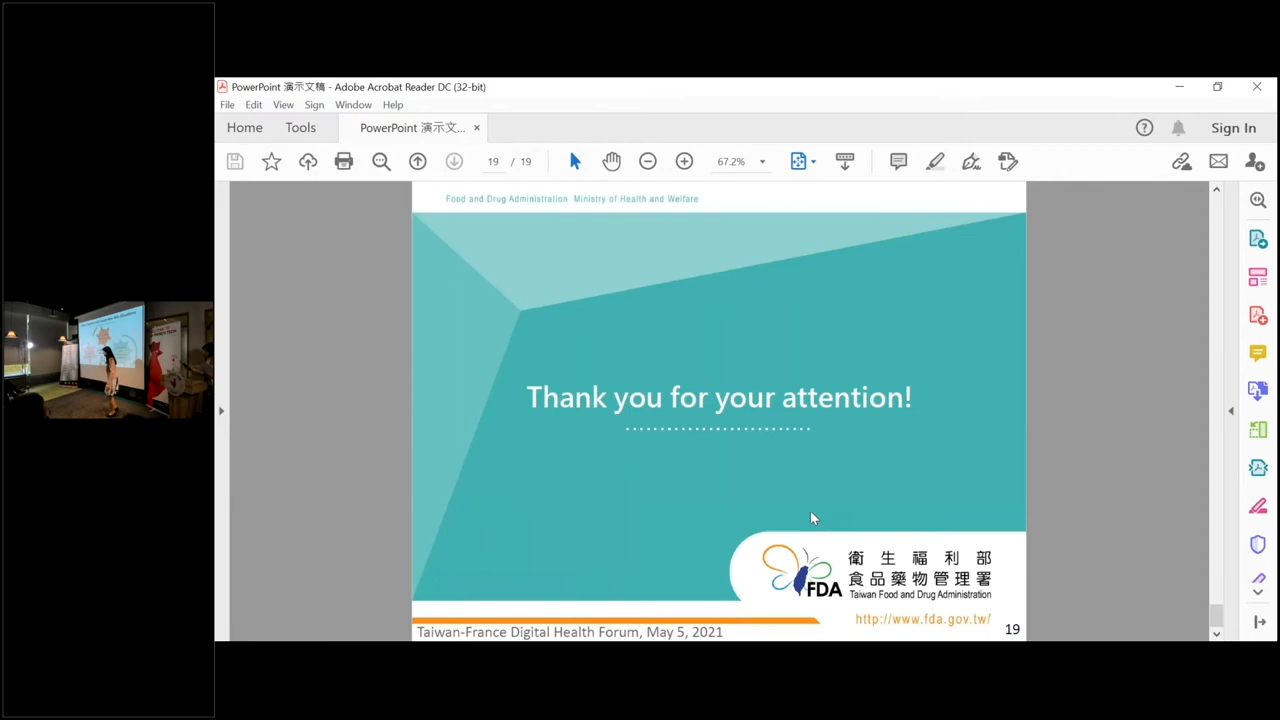 PowerPoint 演示文稿 - Adobe Acrobat Reader DC (32-bit)
File Edit View Sign Window Help
Home Tools PowerPoint 演示文... × Sign In
19 / 19 67.2%
Food and Drug Administration Ministry of Health and Welfare
Thank you for your attention!
衛生福利部
食品藥物管理署
FDA Taiwan Food and Drug Administration
http://www.fda.gov.tw/
Taiwan-France Digital Health Forum, May 5, 2021
19